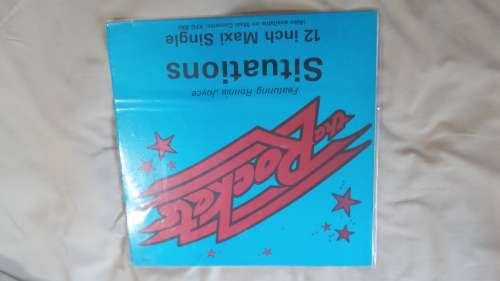 the
Rockets
Featuring Ronnie Joyce
Situations
12 inch Maxi Single
(Also available on Maxi Cassette,